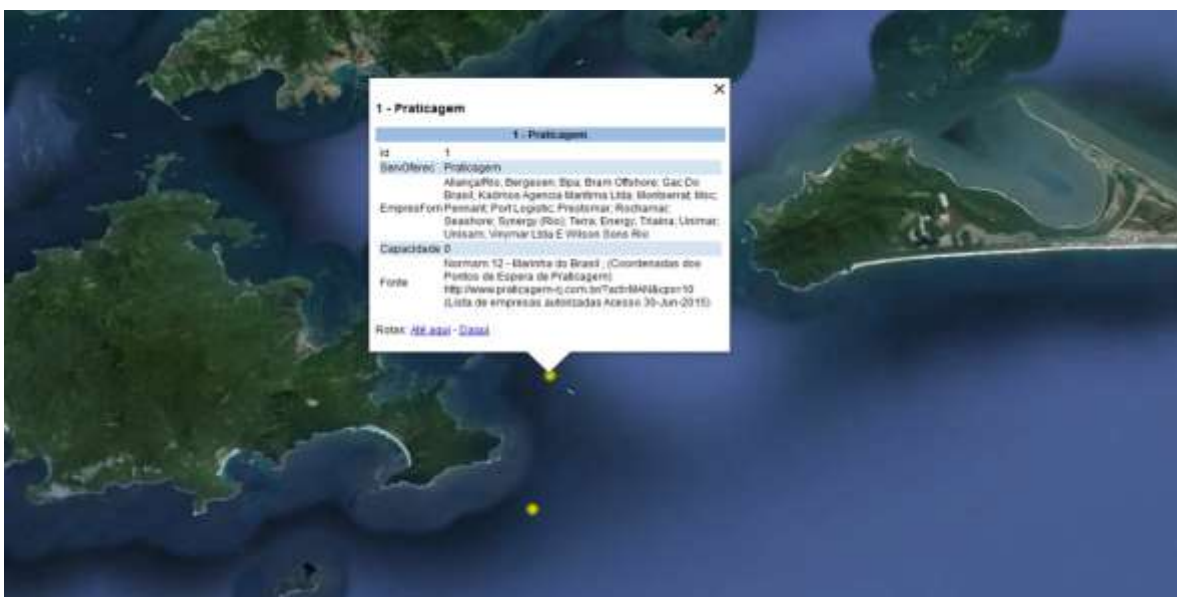 1 - Praticagem
1 - Praticagem
Id 1
ServOferec Praticagem
Aliança/Rio; Bergesen; Bpa; Bram Offshore; Gac Do
Brasil; Kadmos Agencia Maritima Ltda; Montserrat; Msc;
EmpresForn Pennant; Port Logistic; Prestomar; Rochamar;
Seashore; Synergy (Rio); Terra; Energy; Triaina; Unimar;
Unisam; Vinymar Ltda E Wilson Sons Rio
Capacidade 0
Normam 12 - Marinha do Brasil , (Coordenadas dos
Pontos de Espera de Praticagem)
Fonte
(Lista de empresas autorizadas Acesso 30-Jun-2015)
Rotas: Até aqui - Daqui